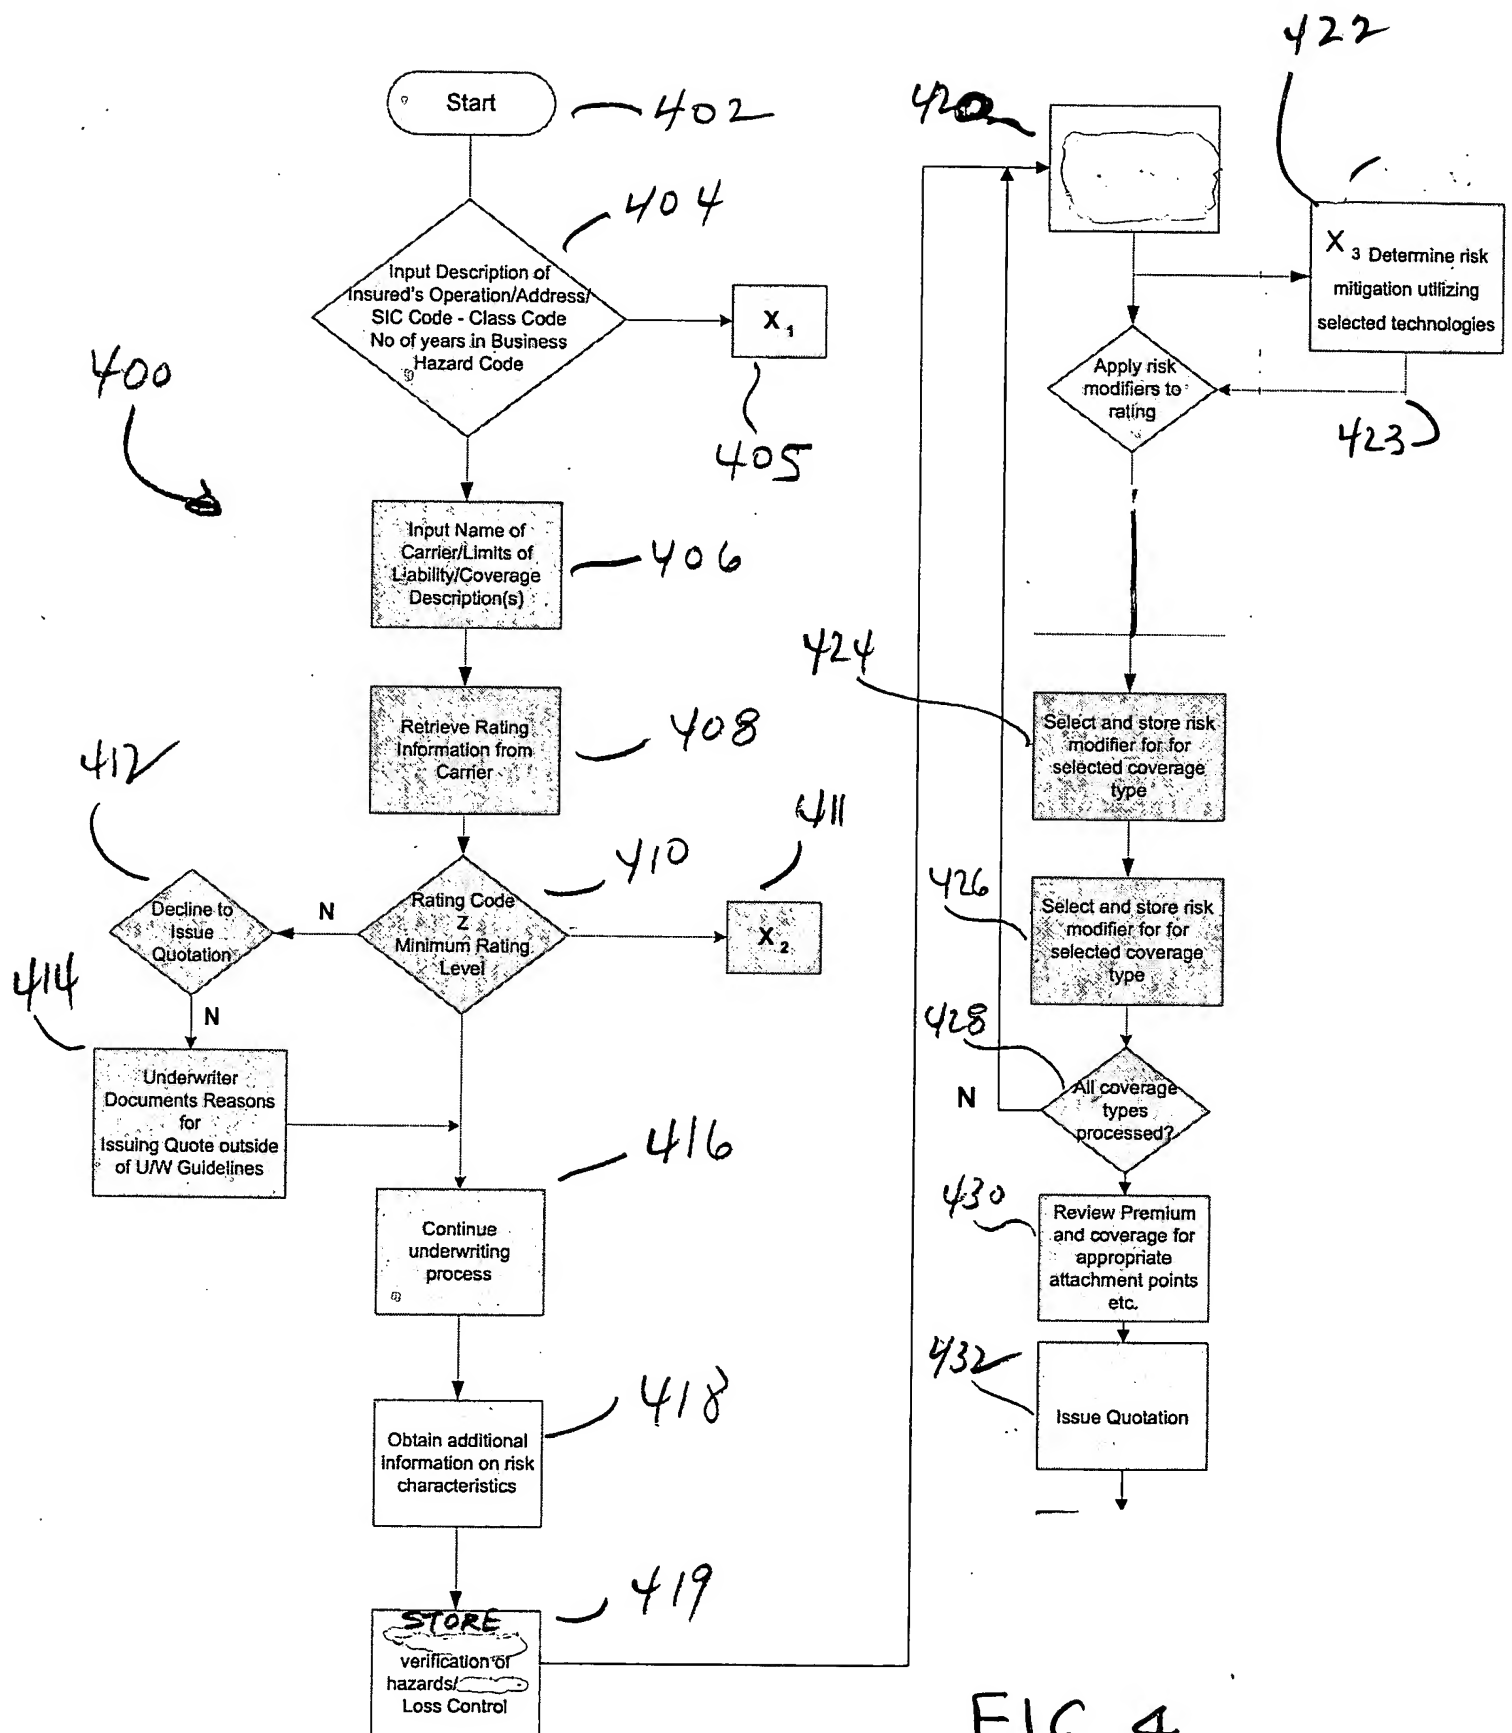 Start
402
404
Input Description of
Insured's Operation/Address/
SIC Code - Class Code
No of years in Business
Hazard Code
X 1
405
400
Input Name of
Carrier/Limits of
Liability/Coverage
Description(s)
406
Retrieve Rating
Information from
Carrier
408
412
410
411
Decline to
Issue
Quotation
N
Rating Code
Z
Minimum Rating
Level
X 2
414
N
Underwriter
Documents Reasons
for
Issuing Quote outside
of U/W Guidelines
416
Continue
underwriting
process
418
Obtain additional
information on risk
characteristics
419
STORE
verification of
hazards/
Loss Control
420
422
X 3 Determine risk
mitigation utilizing
selected technologies
Apply risk
modifiers to
rating
423
424
Select and store risk
modifier for for
selected coverage
type
426
Select and store risk
modifier for for
selected coverage
type
428
N
All coverage
types
processed?
430
Review Premium
and coverage for
appropriate
attachment points
etc.
432
Issue Quotation
FIG 4